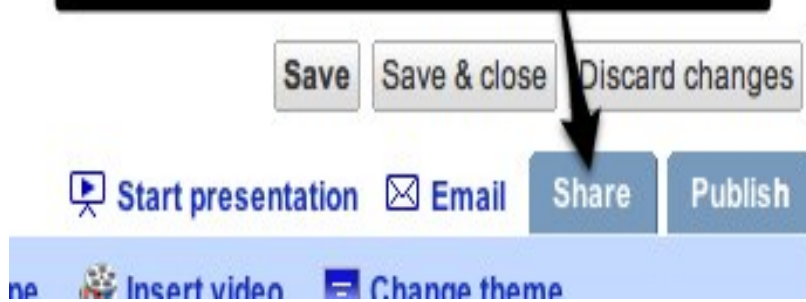 Save Save & close Discard changes
Start presentation Email Share Publish
Insert video Change theme